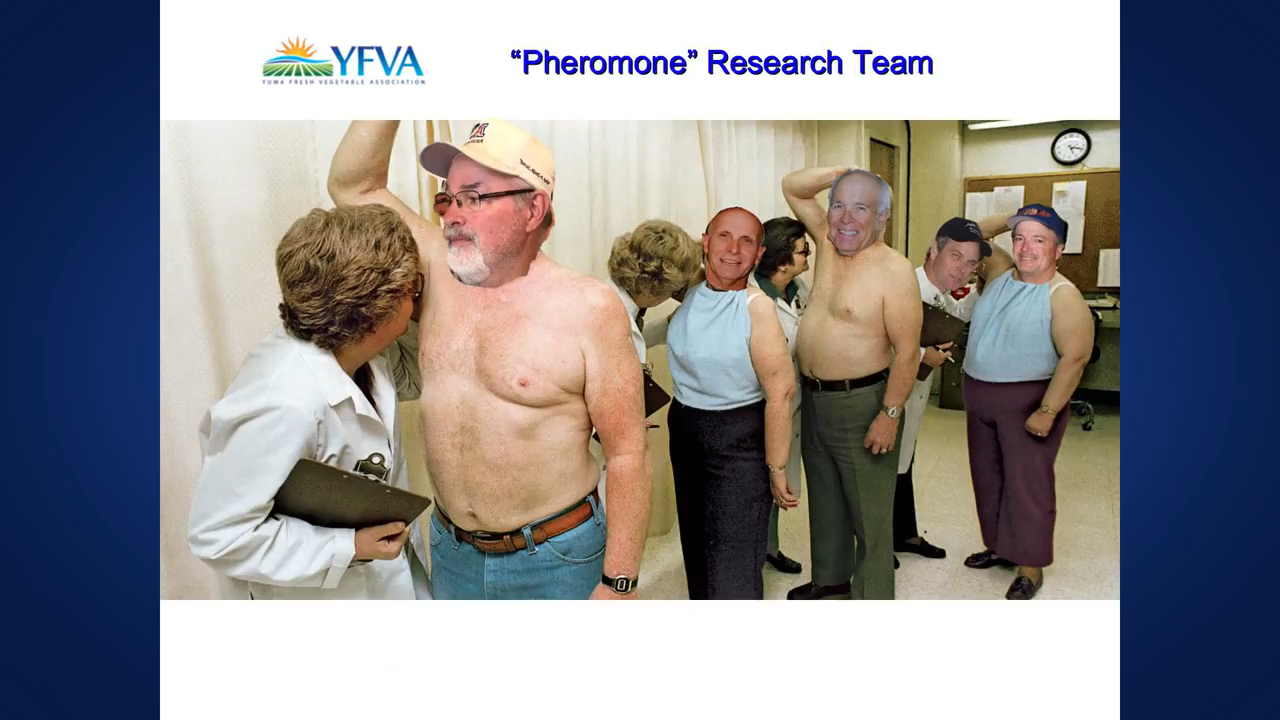 YFVA
YUMA FRESH VEGETABLE ASSOCIATION
“Pheromone” Research Team